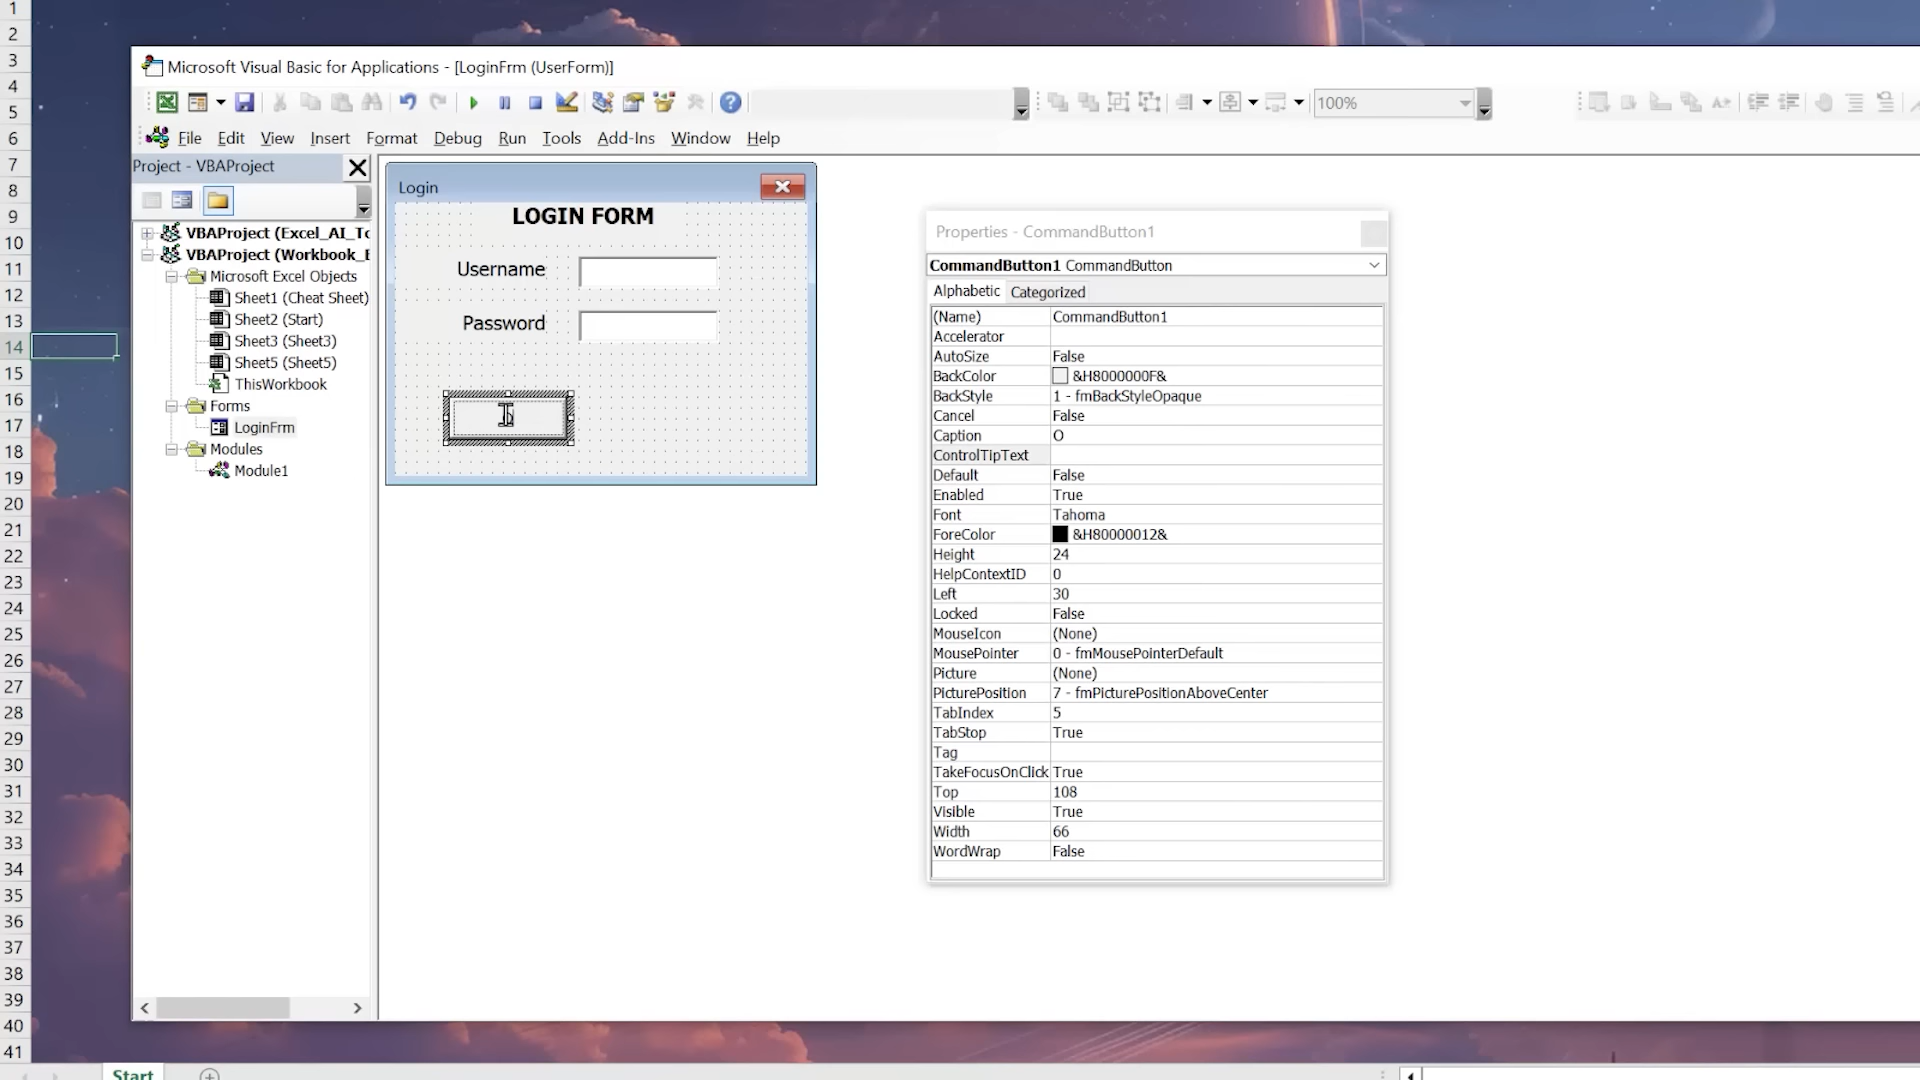 1
2
3
4
5
6
7
8
9
10
11
12
13
14
15
16
17
18
19
20
21
22
23
24
25
26
27
28
29
30
31
32
33
34
35
36
37
38
39
40
41
Microsoft Visual Basic for Applications - [LoginFrm (UserForm)]
100%
File Edit View Insert Format Debug Run Tools Add-Ins Window Help
Project - VBAProject
VBAProject (Excel_AI_To
VBAProject (Workbook_E
Microsoft Excel Objects
Sheet1 (Cheat Sheet)
Sheet2 (Start)
Sheet3 (Sheet3)
Sheet5 (Sheet5)
ThisWorkbook
Forms
LoginFrm
Modules
Module1
Login
LOGIN FORM
Username
Password
Properties - CommandButton1
CommandButton1 CommandButton
Alphabetic Categorized
(Name) CommandButton1
Accelerator
AutoSize False
BackColor &H8000000F&
BackStyle 1 - fmBackStyleOpaque
Cancel False
Caption O
ControlTipText
Default False
Enabled True
Font Tahoma
ForeColor &H80000012&
Height 24
HelpContextID 0
Left 30
Locked False
MouseIcon (None)
MousePointer 0 - fmMousePointerDefault
Picture (None)
PicturePosition 7 - fmPicturePositionAboveCenter
TabIndex 5
TabStop True
Tag
TakeFocusOnClick True
Top 108
Visible True
Width 66
WordWrap False
Start